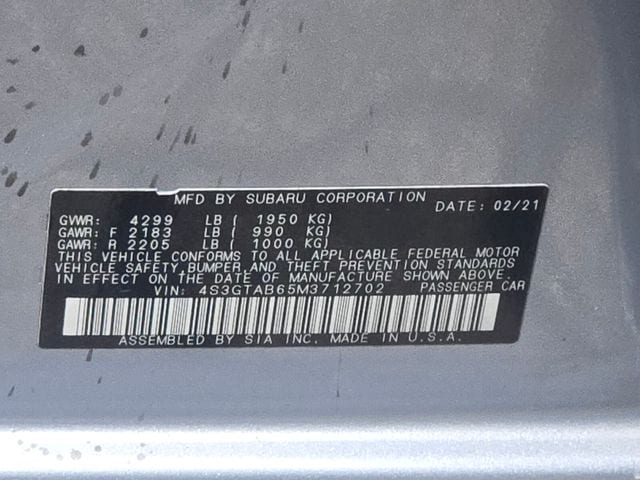 MFD BY SUBARU CORPORATION DATE: 02/21
GVWR: 4299 LB ( 1950 KG)
GAWR: F 2183 LB ( 990 KG)
GAWR: R 2205 LB ( 1000 KG)
THIS VEHICLE CONFORMS TO ALL APPLICABLE FEDERAL MOTOR
VEHICLE SAFETY, BUMPER, AND THEFT PREVENTION STANDARDS
IN EFFECT ON THE DATE OF MANUFACTURE SHOWN ABOVE.
VIN: 4S3GTAB65M3712702 PASSENGER CAR
ASSEMBLED BY SIA INC. MADE IN U.S.A.